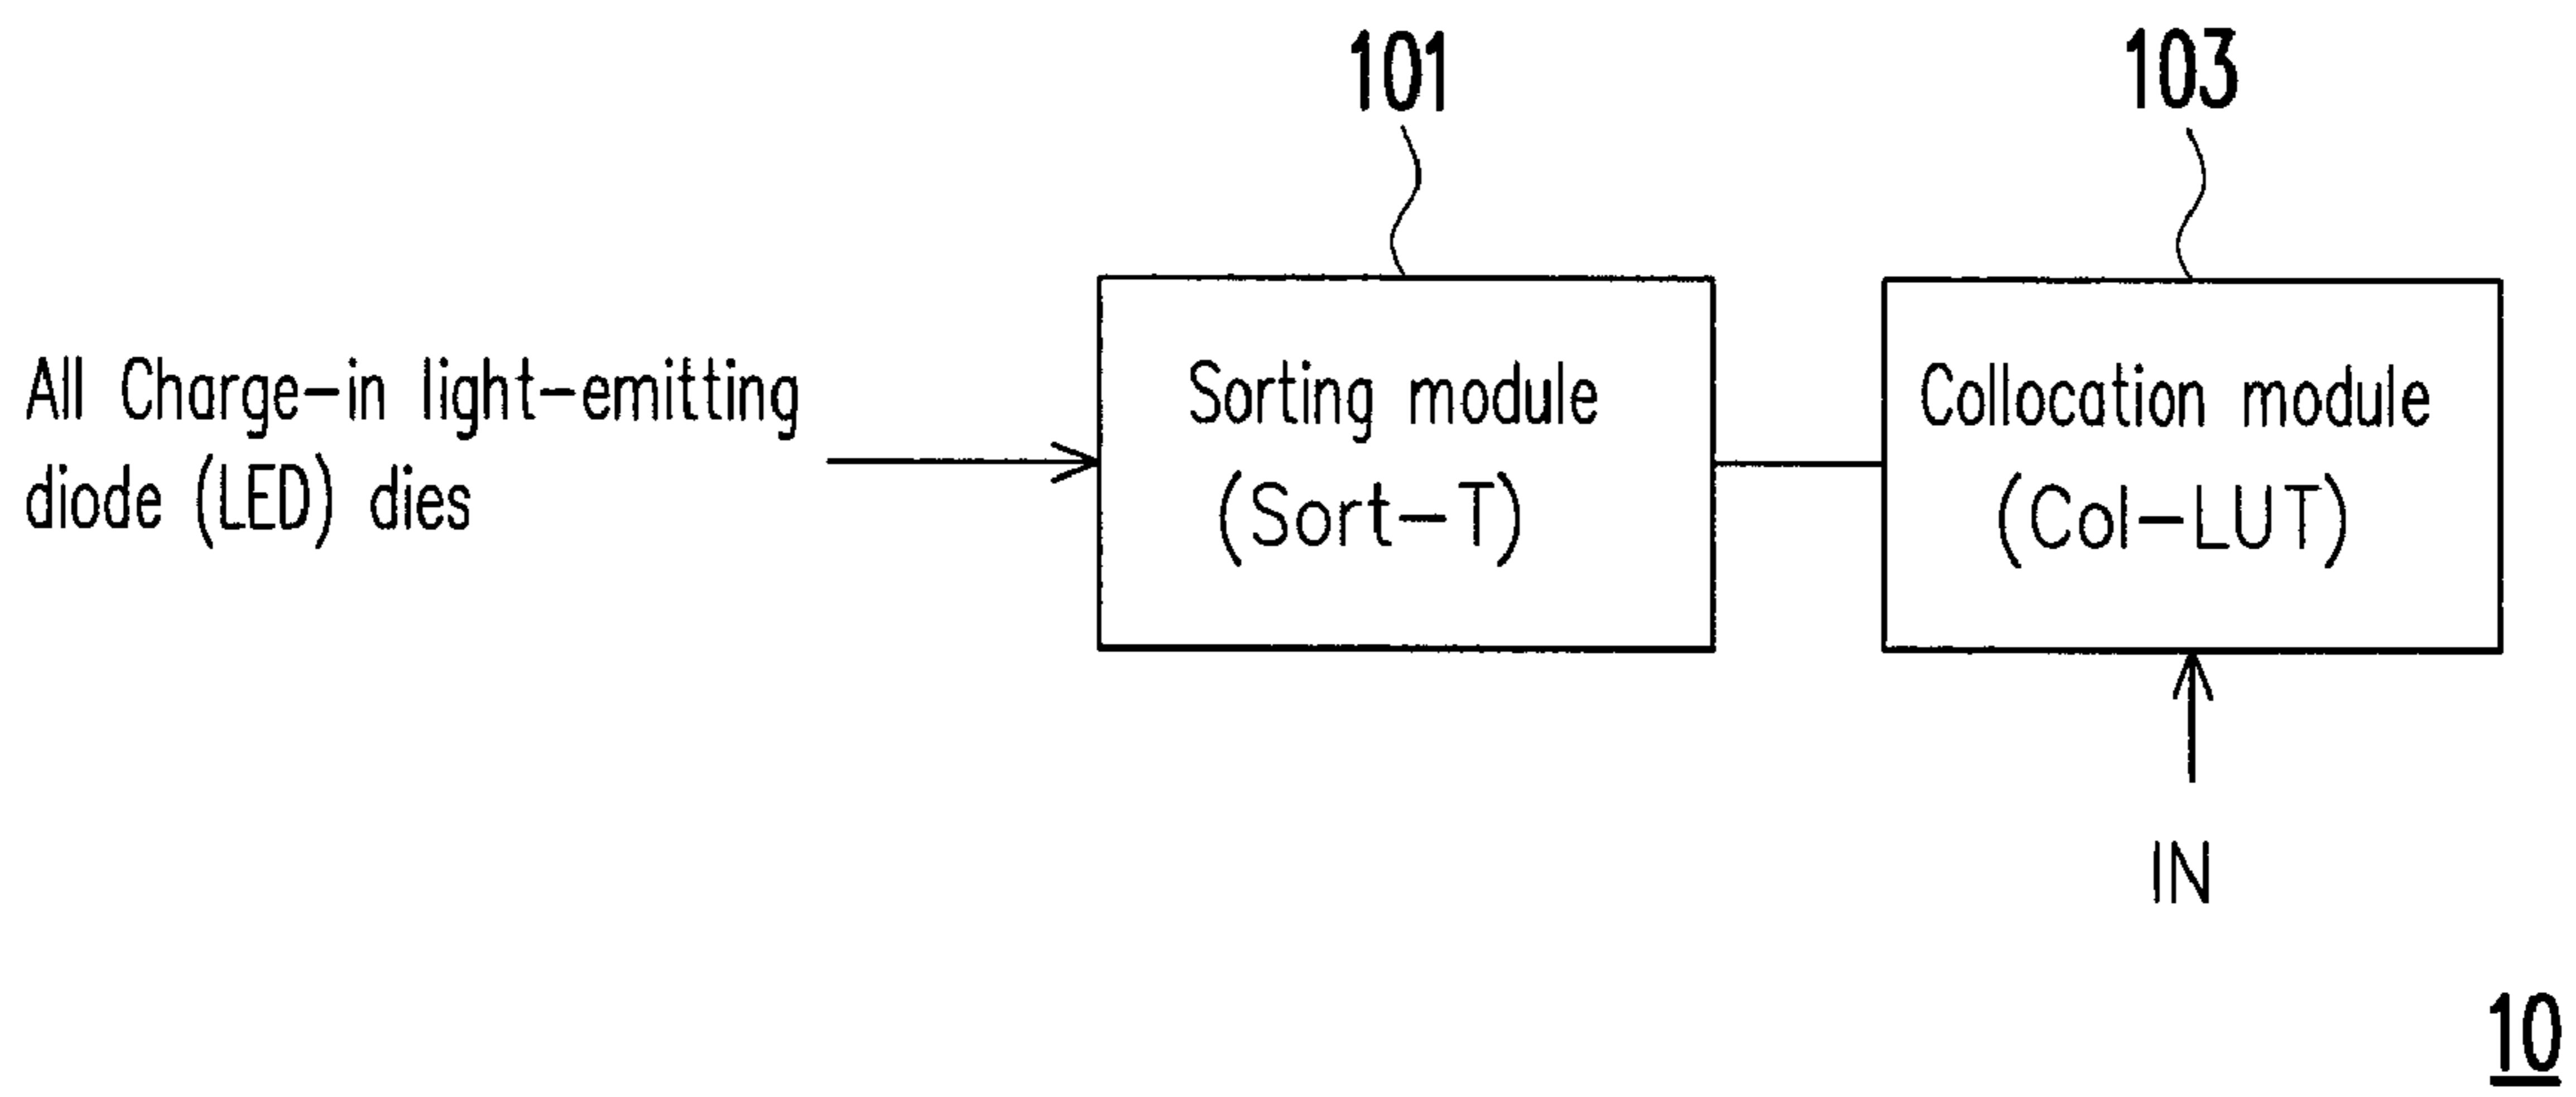 101
103
All Charge-in light-emitting
diode (LED) dies
Sorting module
(Sort-T)
Collocation module
(Col-LUT)
IN
10